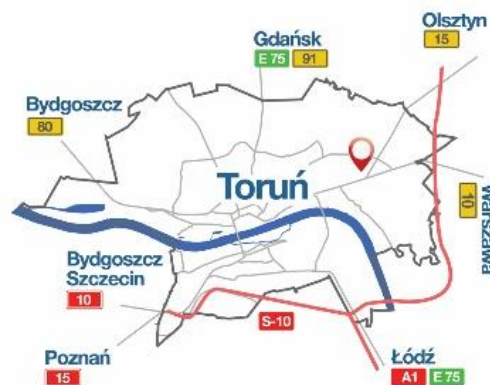 Olsztyn
15
Gdańsk
E 75 91
Bydgoszcz
80
Toruń
10
Warszawa
Bydgoszcz
Szczecin
10
S-10
Poznań
15
Łódź
A1 E 75